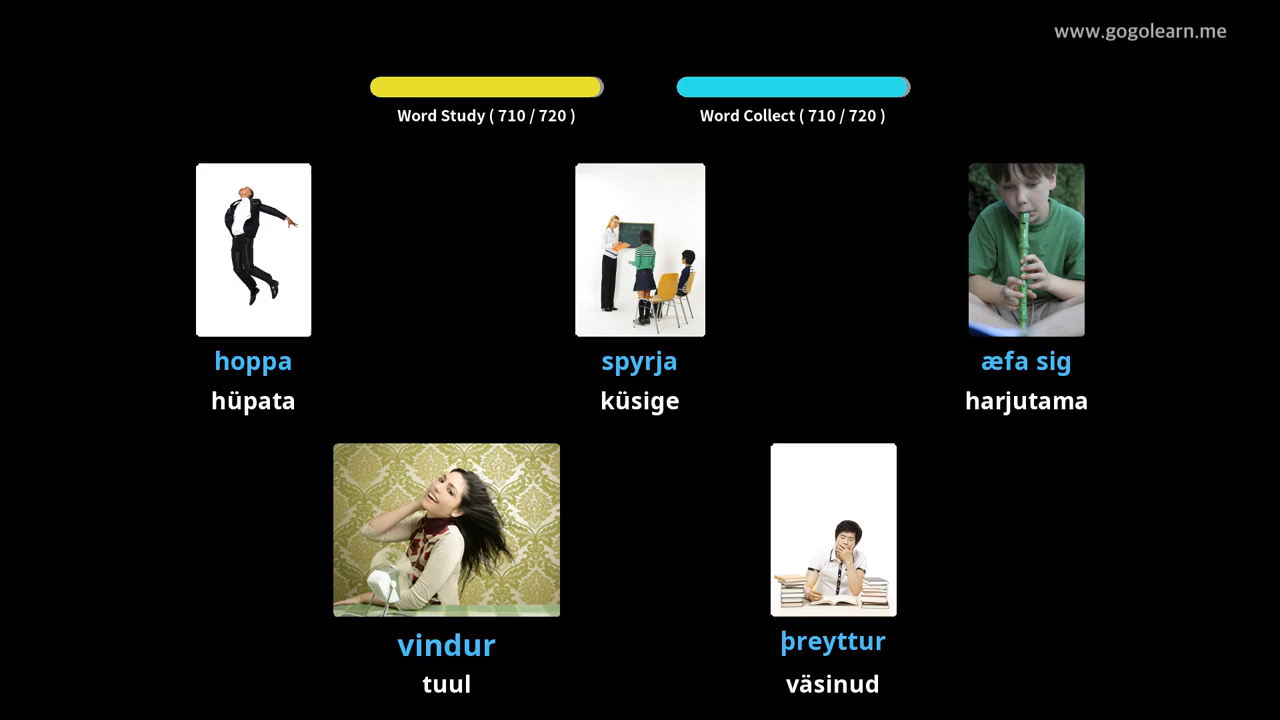 www.gogolearn.me
Word Study ( 710 / 720 )
Word Collect ( 710 / 720 )
hoppa
hüpata
spyrja
küsige
æfa sig
harjutama
vindur
tuul
þreyttur
väsinud